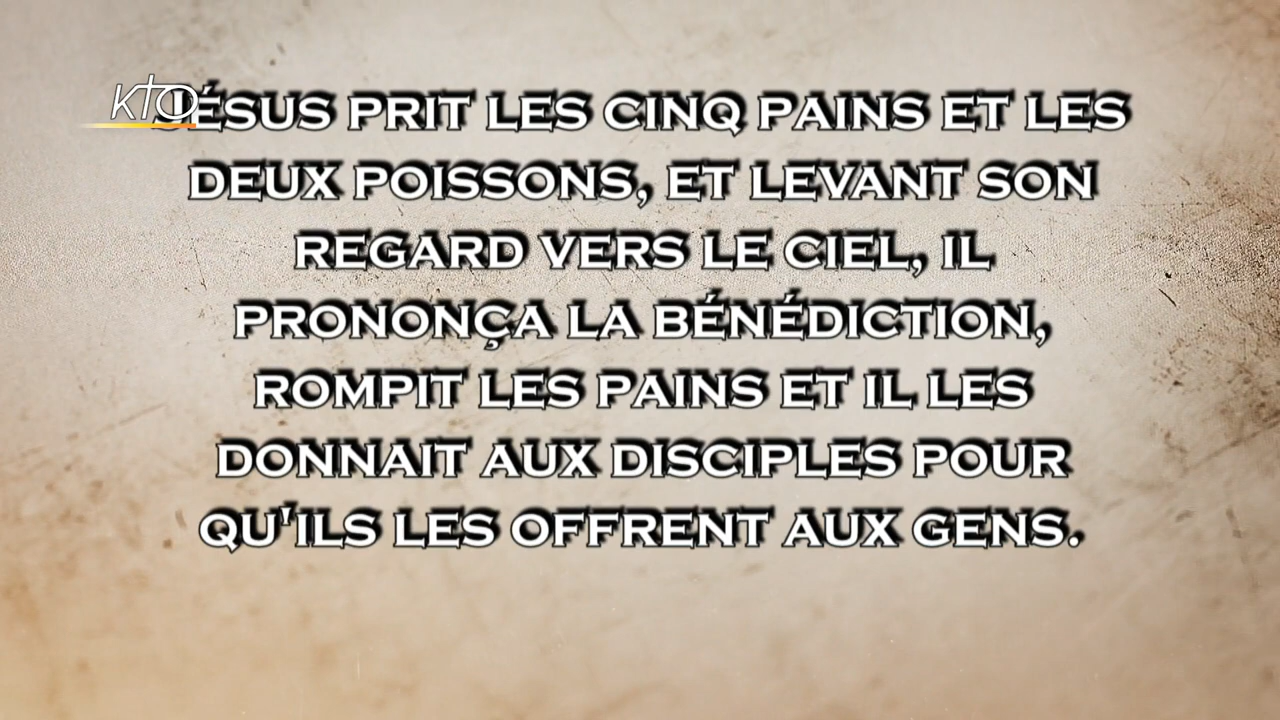 KTO
JÉSUS PRIT LES CINQ PAINS ET LES
DEUX POISSONS, ET LEVANT SON
REGARD VERS LE CIEL, IL
PRONONÇA LA BÉNÉDICTION,
ROMPIT LES PAINS ET IL LES
DONNAIT AUX DISCIPLES POUR
QU'ILS LES OFFRENT AUX GENS.